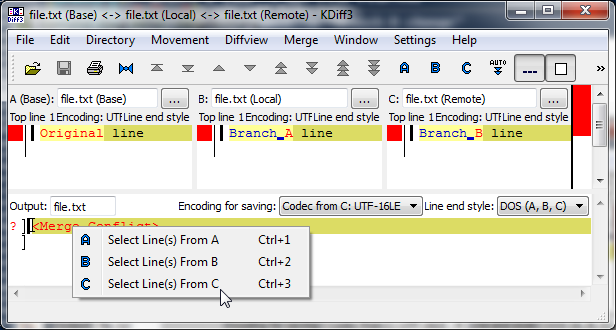 file.txt (Base) <-> file.txt (Local) <-> file.txt (Remote) - KDiff3
File Edit Directory Movement Diffview Merge Window Settings Help
A B C AUTO
A (Base): file.txt (Base) ... B: file.txt (Local) ... C: file.txt (Remote) ...
Top line 1 Encoding: UTF Line end style Top line 1 Encoding: UTF Line end style Top line 1 Encoding: UTF Line end style
Original line Branch_A line Branch_B line
Output: file.txt Encoding for saving: Codec from C: UTF-16LE Line end style: DOS (A, B, C)
? <Merge Conflict>
A Select Line(s) From A Ctrl+1
B Select Line(s) From B Ctrl+2
C Select Line(s) From C Ctrl+3